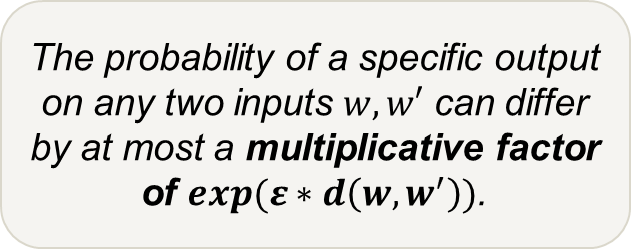 The probability of a specific output
on any two inputs w, w′ can differ
by at most a multiplicative factor
of exp(ε ∗ d(w, w′)).